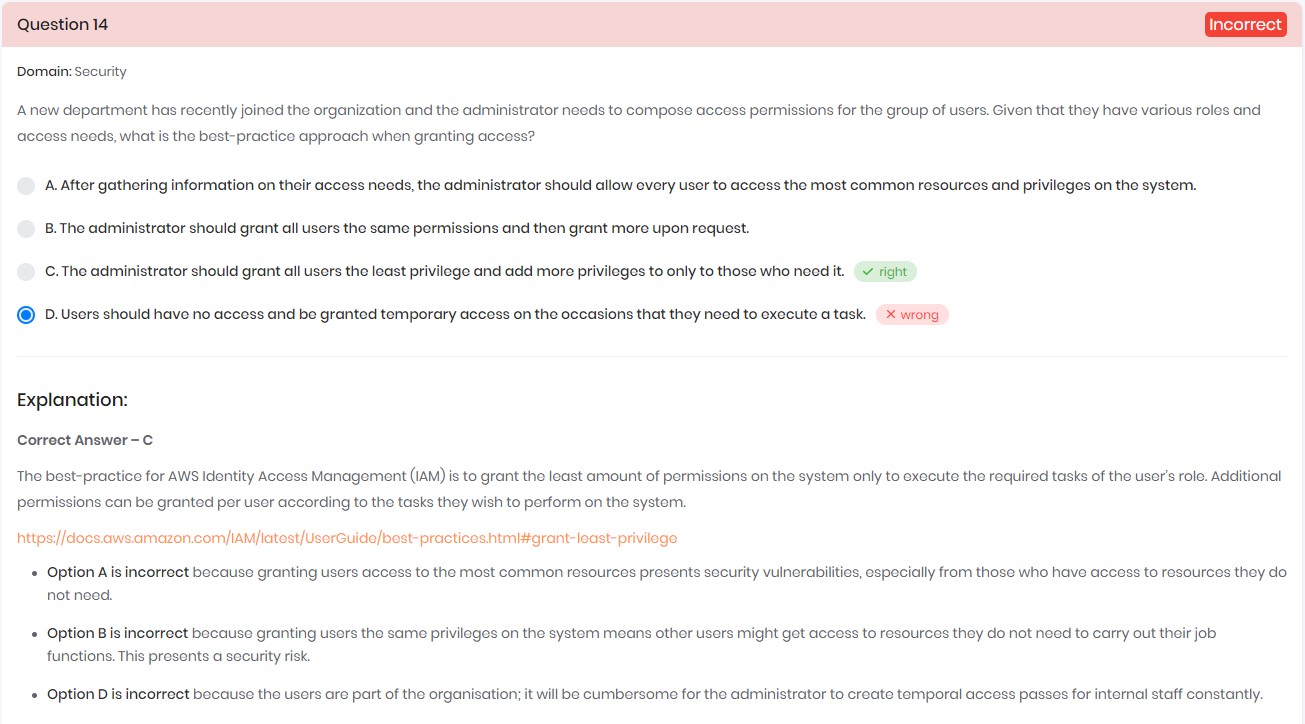 Question 14
Incorrect
Domain: Security
A new department has recently joined the organization and the administrator needs to compose access permissions for the group of users. Given that they have various roles and
access needs, what is the best-practice approach when granting access?
A. After gathering information on their access needs, the administrator should allow every user to access the most common resources and privileges on the system.
B. The administrator should grant all users the same permissions and then grant more upon request.
C. The administrator should grant all users the least privilege and add more privileges to only to those who need it. ✓ right
D. Users should have no access and be granted temporary access on the occasions that they need to execute a task. ✕ wrong
Explanation:
Correct Answer – C
The best-practice for AWS Identity Access Management (IAM) is to grant the least amount of permissions on the system only to execute the required tasks of the user's role. Additional
permissions can be granted per user according to the tasks they wish to perform on the system.
https://docs.aws.amazon.com/IAM/latest/UserGuide/best-practices.html#grant-least-privilege
• Option A is incorrect because granting users access to the most common resources presents security vulnerabilities, especially from those who have access to resources they do
not need.
• Option B is incorrect because granting users the same privileges on the system means other users might get access to resources they do not need to carry out their job
functions. This presents a security risk.
• Option D is incorrect because the users are part of the organisation; it will be cumbersome for the administrator to create temporal access passes for internal staff constantly.